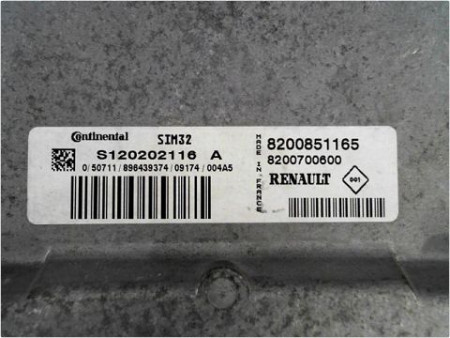 Continental SIM32
S120202116 A
0/50711/896439374/09174/004A5
MADE IN FRANCE
8200851165
8200700600
RENAULT 001